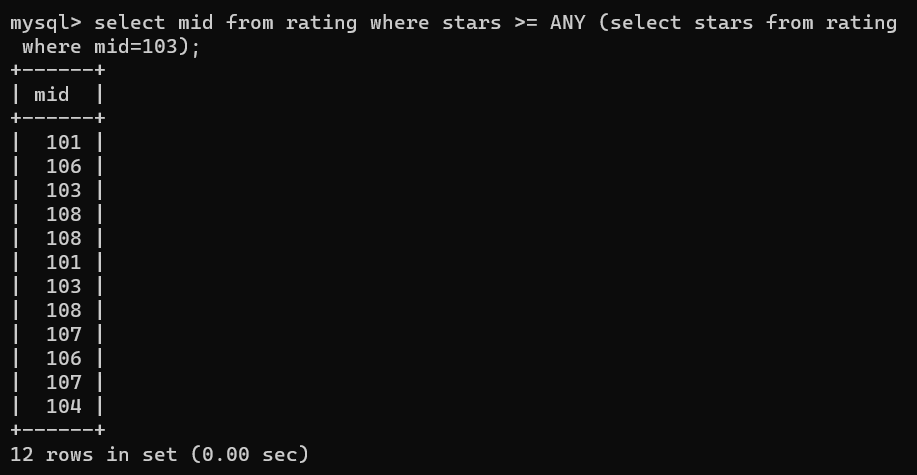 mysql> select mid from rating where stars >= ANY (select stars from rating
 where mid=103);
+------+
| mid  |
+------+
|  101 |
|  106 |
|  103 |
|  108 |
|  108 |
|  101 |
|  103 |
|  108 |
|  107 |
|  106 |
|  107 |
|  104 |
+------+
12 rows in set (0.00 sec)